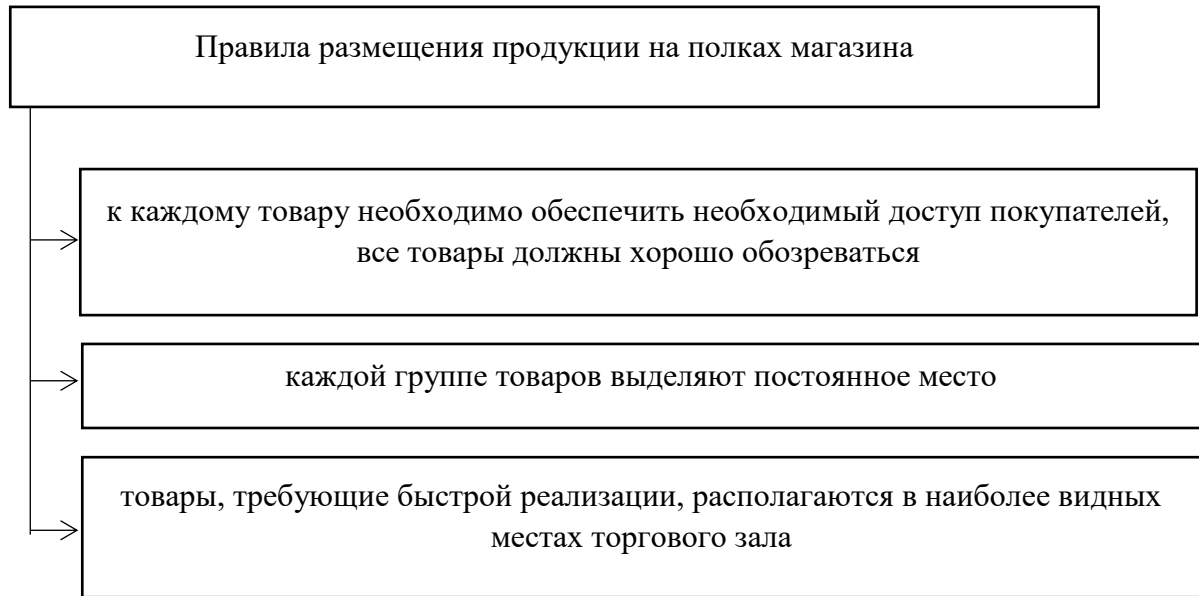 Правила размещения продукции на полках магазина
к каждому товару необходимо обеспечить необходимый доступ покупателей,
все товары должны хорошо обозреваться
каждой группе товаров выделяют постоянное место
товары, требующие быстрой реализации, располагаются в наиболее видных
местах торгового зала